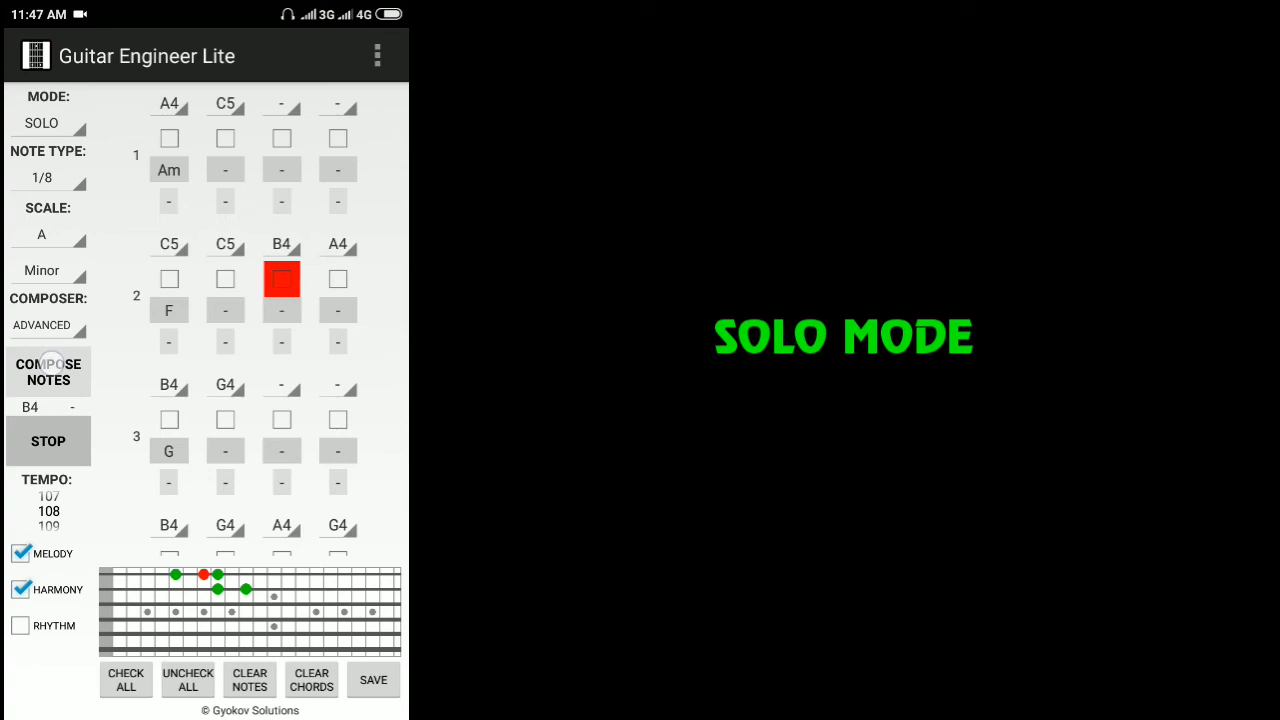 11:47 AM 3G 4G
Guitar Engineer Lite
MODE:
SOLO
NOTE TYPE:
1/8
SCALE:
A
Minor
COMPOSER:
ADVANCED
COMPOSE
NOTES
B4 -
STOP
TEMPO:
107
108
109
MELODY
HARMONY
RHYTHM
A4 C5 - -
1
Am - - -
- - - -
C5 C5 B4 A4
2
F - - -
- - - -
B4 G4 - -
3
G - - -
- - - -
B4 G4 A4 G4
CHECK ALL
UNCHECK ALL
CLEAR NOTES
CLEAR CHORDS
SAVE
© Gyokov Solutions
SOLO MODE